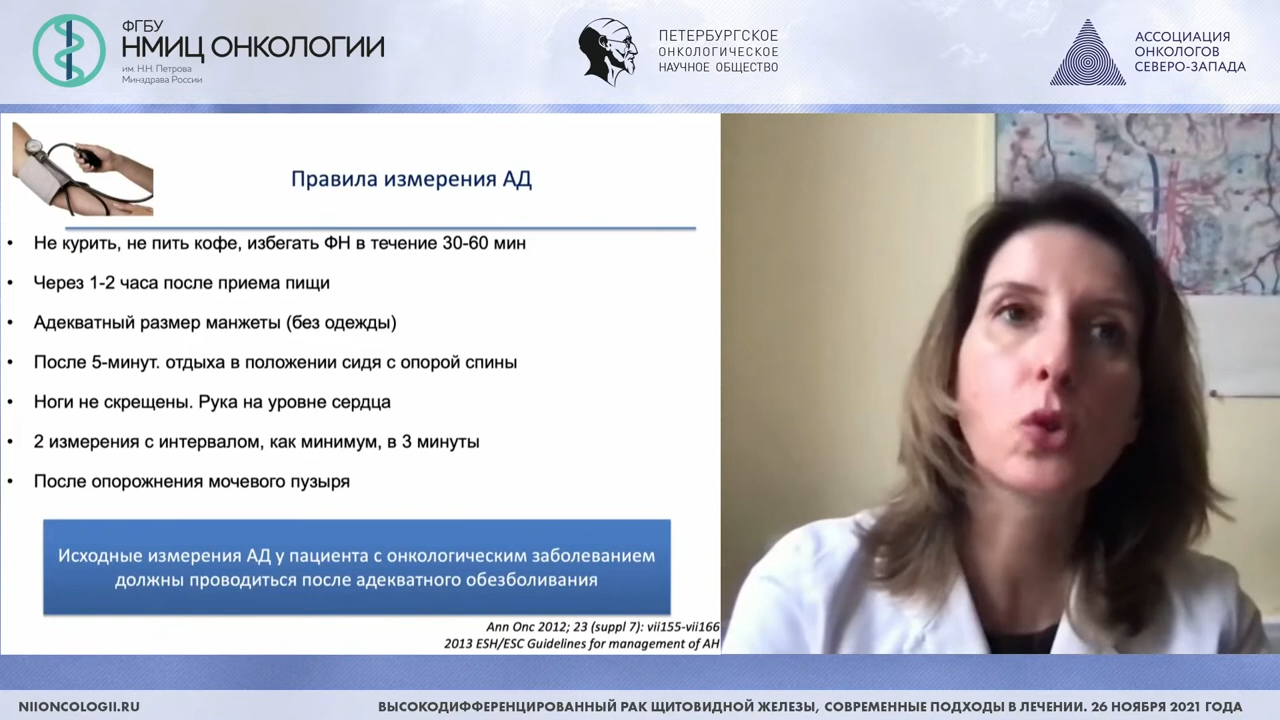 ФГБУ
НМИЦ ОНКОЛОГИИ
им. Н.Н. Петрова
Минздрава России
ПЕТЕРБУРГСКОЕ
ОНКОЛОГИЧЕСКОЕ
НАУЧНОЕ ОБЩЕСТВО
АССОЦИАЦИЯ
ОНКОЛОГОВ
СЕВЕРО-ЗАПАДА
Правила измерения АД
• Не курить, не пить кофе, избегать ФН в течение 30-60 мин
• Через 1-2 часа после приема пищи
• Адекватный размер манжеты (без одежды)
• После 5-минут. отдыха в положении сидя с опорой спины
• Ноги не скрещены. Рука на уровне сердца
• 2 измерения с интервалом, как минимум, в 3 минуты
• После опорожнения мочевого пузыря
Исходные измерения АД у пациента с онкологическим заболеванием
должны проводиться после адекватного обезболивания
Ann Onc 2012; 23 (suppl 7): vii155-vii166
2013 ESH/ESC Guidelines for management of AH
NIIONCOLOGII.RU
ВЫСОКОДИФФЕРЕНЦИРОВАННЫЙ РАК ЩИТОВИДНОЙ ЖЕЛЕЗЫ, СОВРЕМЕННЫЕ ПОДХОДЫ В ЛЕЧЕНИИ. 26 НОЯБРЯ 2021 ГОДА